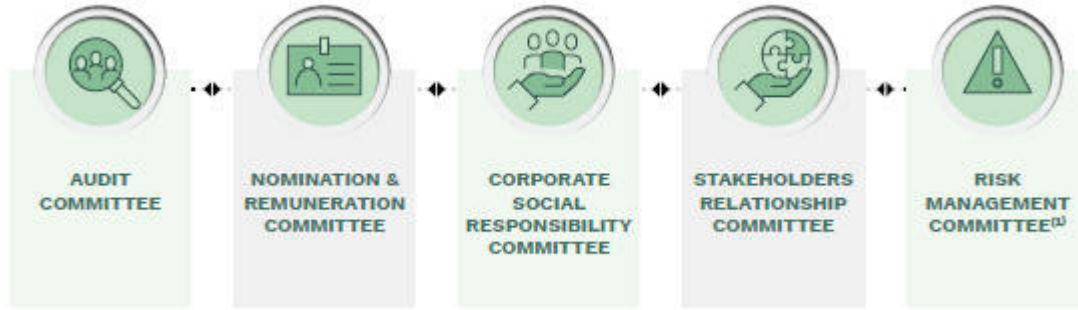 AUDIT
COMMITTEE
NOMINATION &
REMUNERATION
COMMITTEE
CORPORATE
SOCIAL
RESPONSIBILITY
COMMITTEE
STAKEHOLDERS
RELATIONSHIP
COMMITTEE
RISK
MANAGEMENT
COMMITTEE(1)